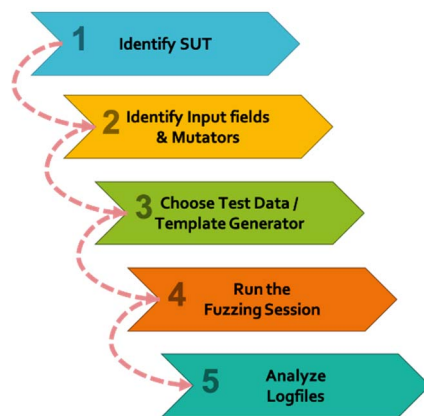 1 Identify SUT
2 Identify Input fields
& Mutators
3 Choose Test Data /
Template Generator
4 Run the
Fuzzing Session
5 Analyze
Logfiles